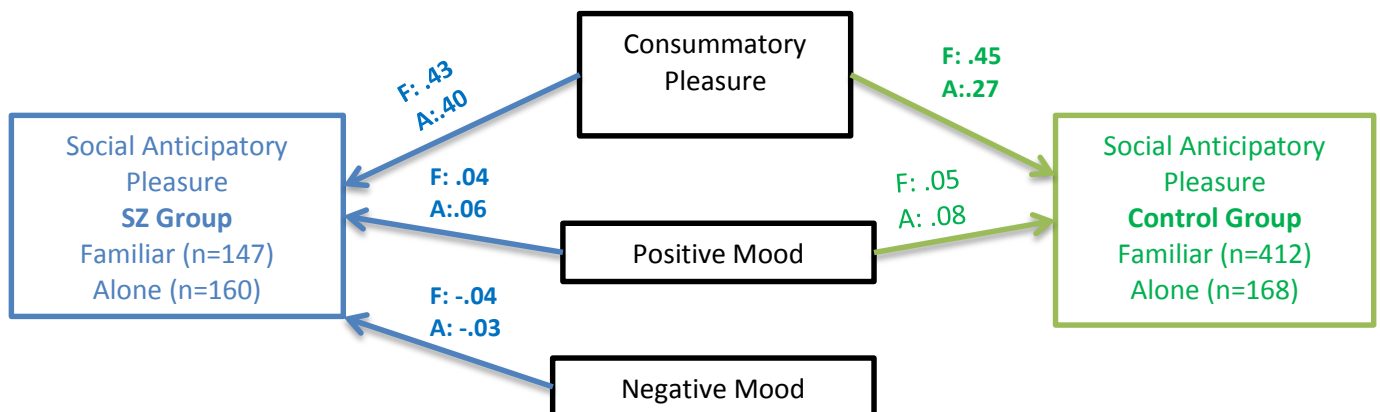 Consummatory
Pleasure
F: .43
A:.40
F: .45
A:.27
Social Anticipatory
Pleasure
SZ Group
Familiar (n=147)
Alone (n=160)
F: .04
A:.06
F: .05
A: .08
Social Anticipatory
Pleasure
Control Group
Familiar (n=412)
Alone (n=168)
Positive Mood
F: -.04
A: -.03
Negative Mood